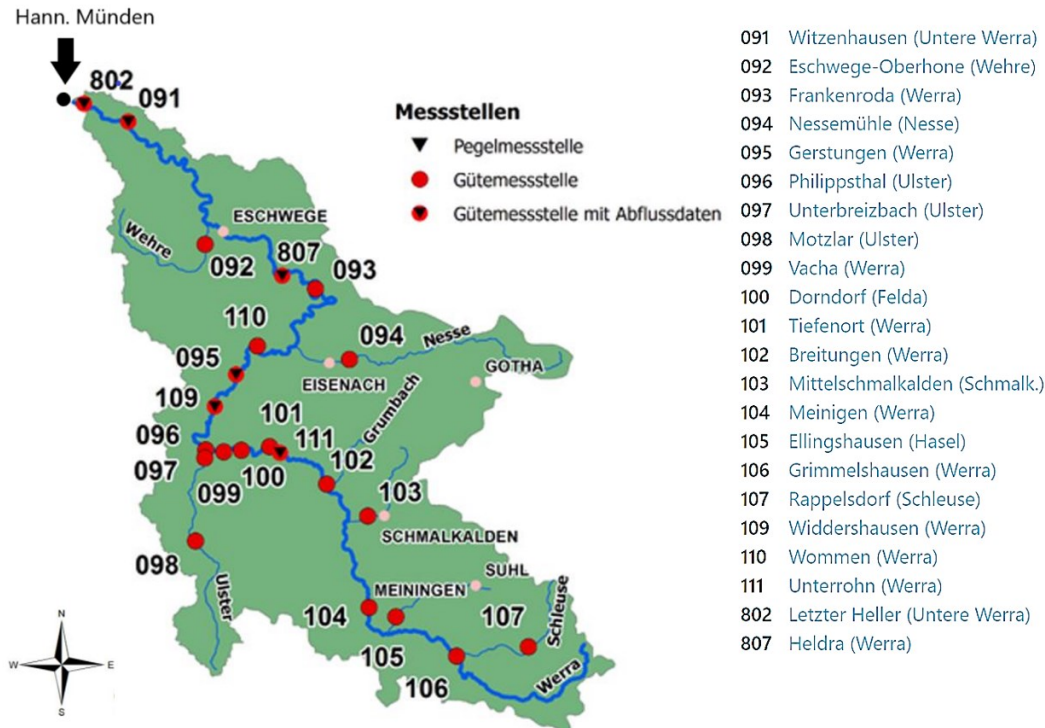 Hann. Münden
802
091
Messstellen
Pegelmessstelle
Gütemessstelle
Gütemessstelle mit Abflussdaten
ESCHWEGE
Wehre
092
807
093
110
094
Nesse
095
EISENACH
GOTHA
109
101
Grumbach
096
111
097
102
099
100
103
SCHMALKALDEN
098
Ulster
SUHL
MEININGEN
104
107
Schleuse
105
106
Werra
N
W
E
S
091 Witzenhausen (Untere Werra)
092 Eschwege-Oberhone (Wehre)
093 Frankenroda (Werra)
094 Nessemühle (Nesse)
095 Gerstungen (Werra)
096 Philippsthal (Ulster)
097 Unterbreizbach (Ulster)
098 Motzlar (Ulster)
099 Vacha (Werra)
100 Dorndorf (Felda)
101 Tiefenort (Werra)
102 Breitungen (Werra)
103 Mittelschmalkalden (Schmalk.)
104 Meinigen (Werra)
105 Ellingshausen (Hasel)
106 Grimmelshausen (Werra)
107 Rappelsdorf (Schleuse)
109 Widdershausen (Werra)
110 Wommen (Werra)
111 Unterrohn (Werra)
802 Letzter Heller (Untere Werra)
807 Heldra (Werra)